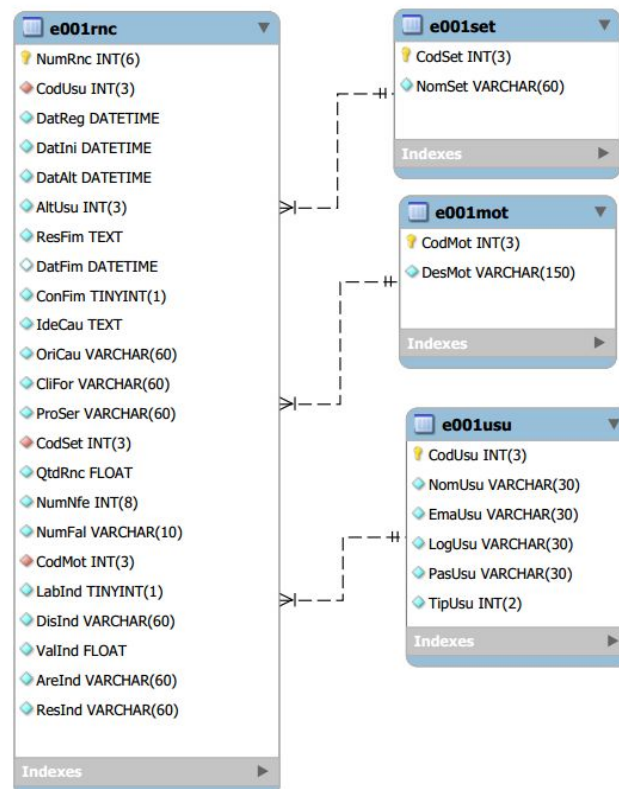 e001rnc
NumRnc INT(6)
CodUsu INT(3)
DatReg DATETIME
DatIni DATETIME
DatAlt DATETIME
AltUsu INT(3)
ResFim TEXT
DatFim DATETIME
ConFim TINYINT(1)
IdeCau TEXT
OriCau VARCHAR(60)
CliFor VARCHAR(60)
ProSer VARCHAR(60)
CodSet INT(3)
QtdRnc FLOAT
NumNfe INT(8)
NumFal VARCHAR(10)
CodMot INT(3)
LabInd TINYINT(1)
DisInd VARCHAR(60)
ValInd FLOAT
AreInd VARCHAR(60)
ResInd VARCHAR(60)
Indexes
e001set
CodSet INT(3)
NomSet VARCHAR(60)
Indexes
e001mot
CodMot INT(3)
DesMot VARCHAR(150)
Indexes
e001usu
CodUsu INT(3)
NomUsu VARCHAR(30)
EmaUsu VARCHAR(30)
LogUsu VARCHAR(30)
PasUsu VARCHAR(30)
TipUsu INT(2)
Indexes